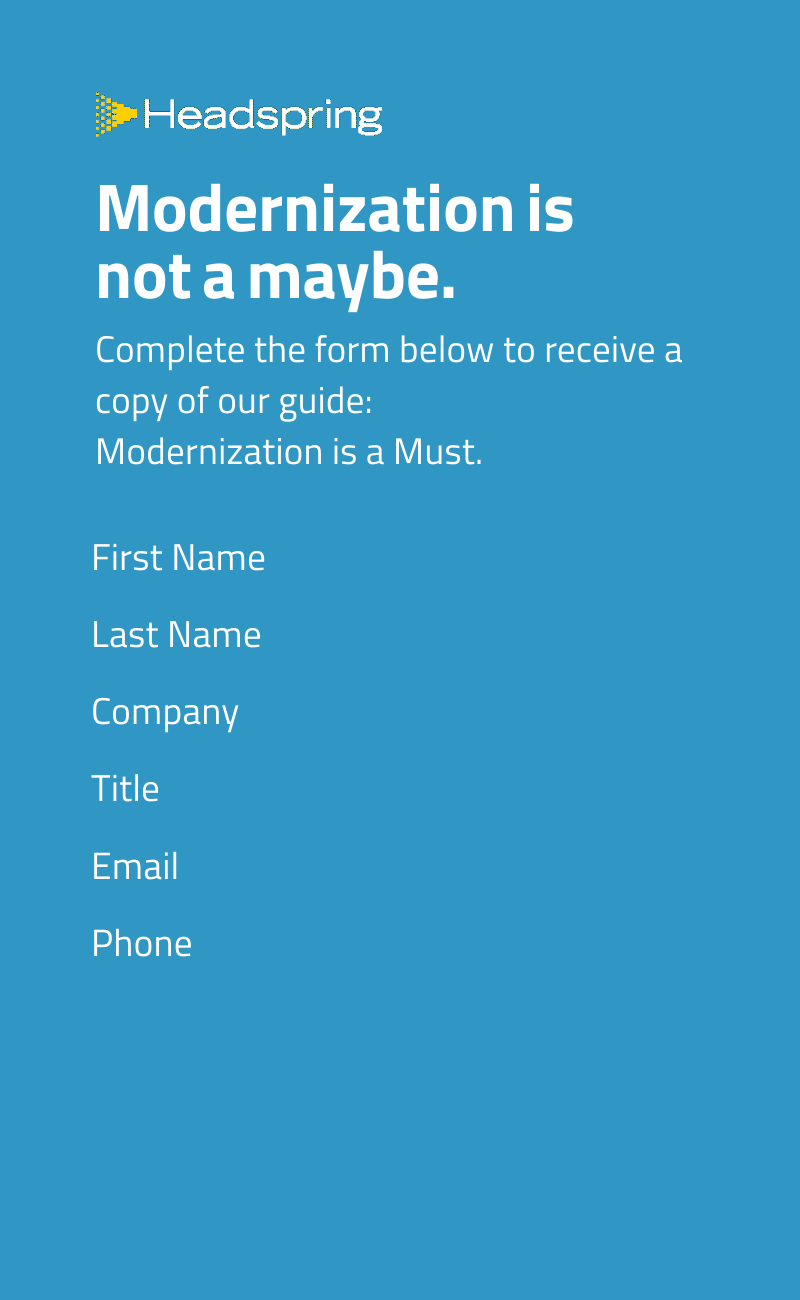 Headspring
Modernization is
not a maybe.
Complete the form below to receive a
copy of our guide:
Modernization is a Must.
First Name
Last Name
Company
Title
Email
Phone